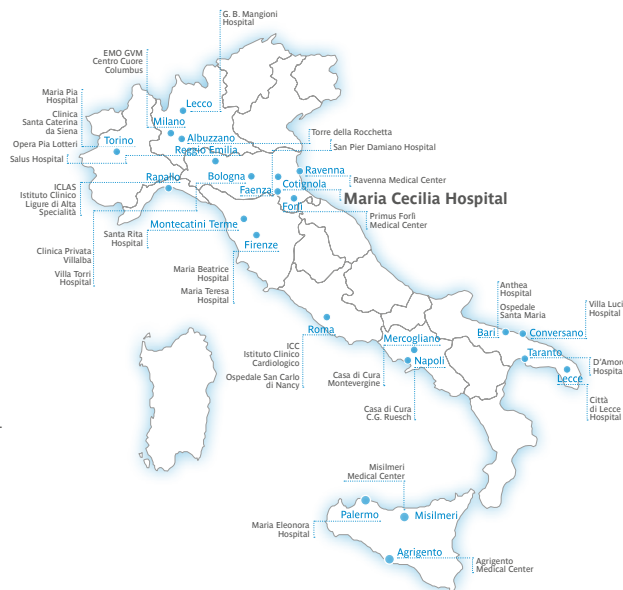 G. B. Mangioni
Hospital
EMO GVM
Centro Cuore
Columbus
Maria Pia
Hospital
Clinica
Santa Caterina
da Siena
Opera Pia Lotteri
Salus Hospital
Lecco
Milano
Albuzzano
Torino
Reggio Emilia
Torre della Rocchetta
San Pier Damiano Hospital
Rapallo
Bologna
Ravenna
Ravenna Medical Center
Faenza
Cotignola
Maria Cecilia Hospital
Forlì
Primus Forlì
Medical Center
ICLAS
Istituto Clinico
Ligure di Alta
Specialità
Santa Rita
Hospital
Montecatini Terme
Firenze
Clinica Privata
Villalba
Villa Torri
Hospital
Maria Beatrice
Hospital
Maria Teresa
Hospital
Anthea
Hospital
Ospedale
Santa Maria
Villa Luci
Hospital
Roma
Mercogliano
Bari
Conversano
ICC
Istituto Clinico
Cardiologico
Ospedale San Carlo
di Nancy
Napoli
Taranto
Lecce
D'Amore
Hospita
Casa di Cura
Montevergine
Casa di Cura
C.G. Ruesch
Città
di Lecce
Hospital
Misilmeri
Medical Center
Palermo
Misilmeri
Maria Eleonora
Hospital
Agrigento
Agrigento
Medical Center